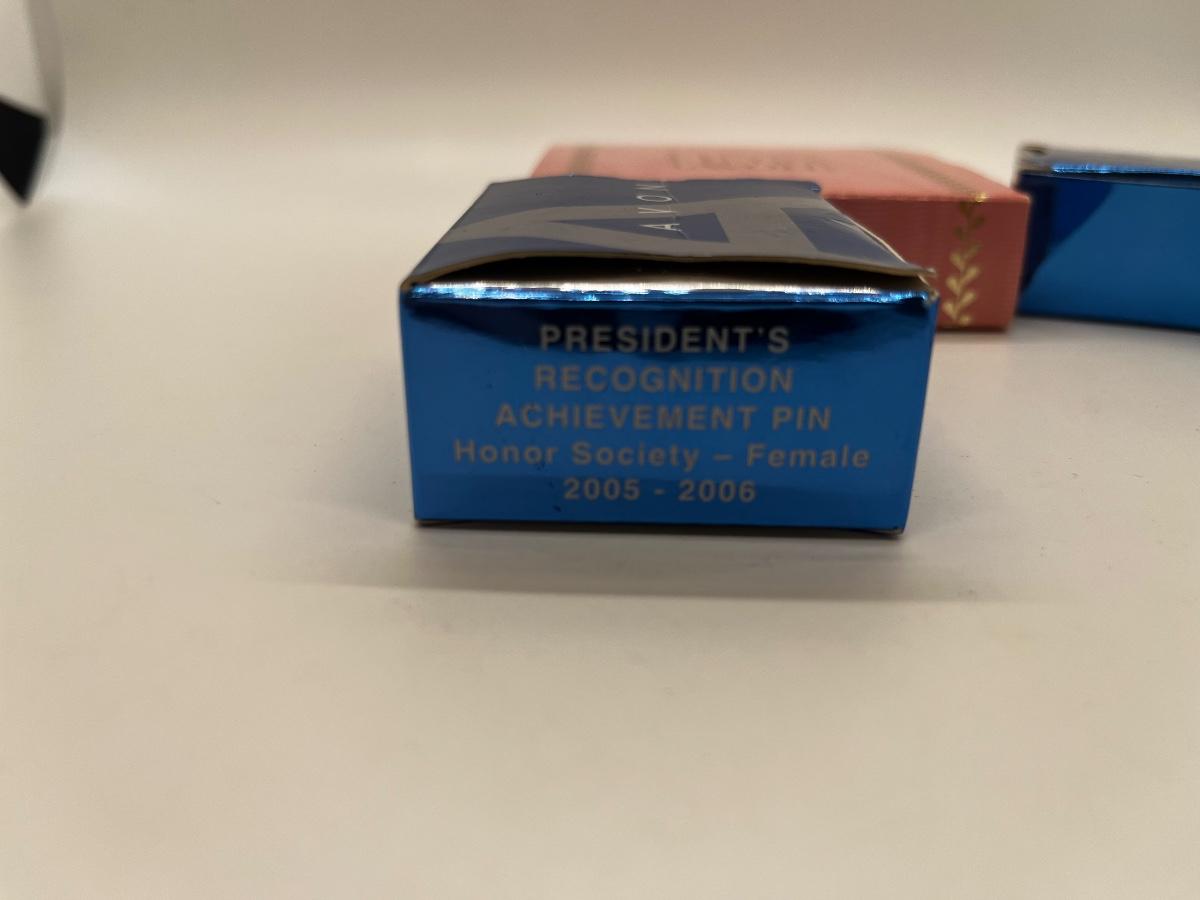 AVON
PRESIDENT'S
RECOGNITION
ACHIEVEMENT PIN
Honor Society – Female
2005 - 2006